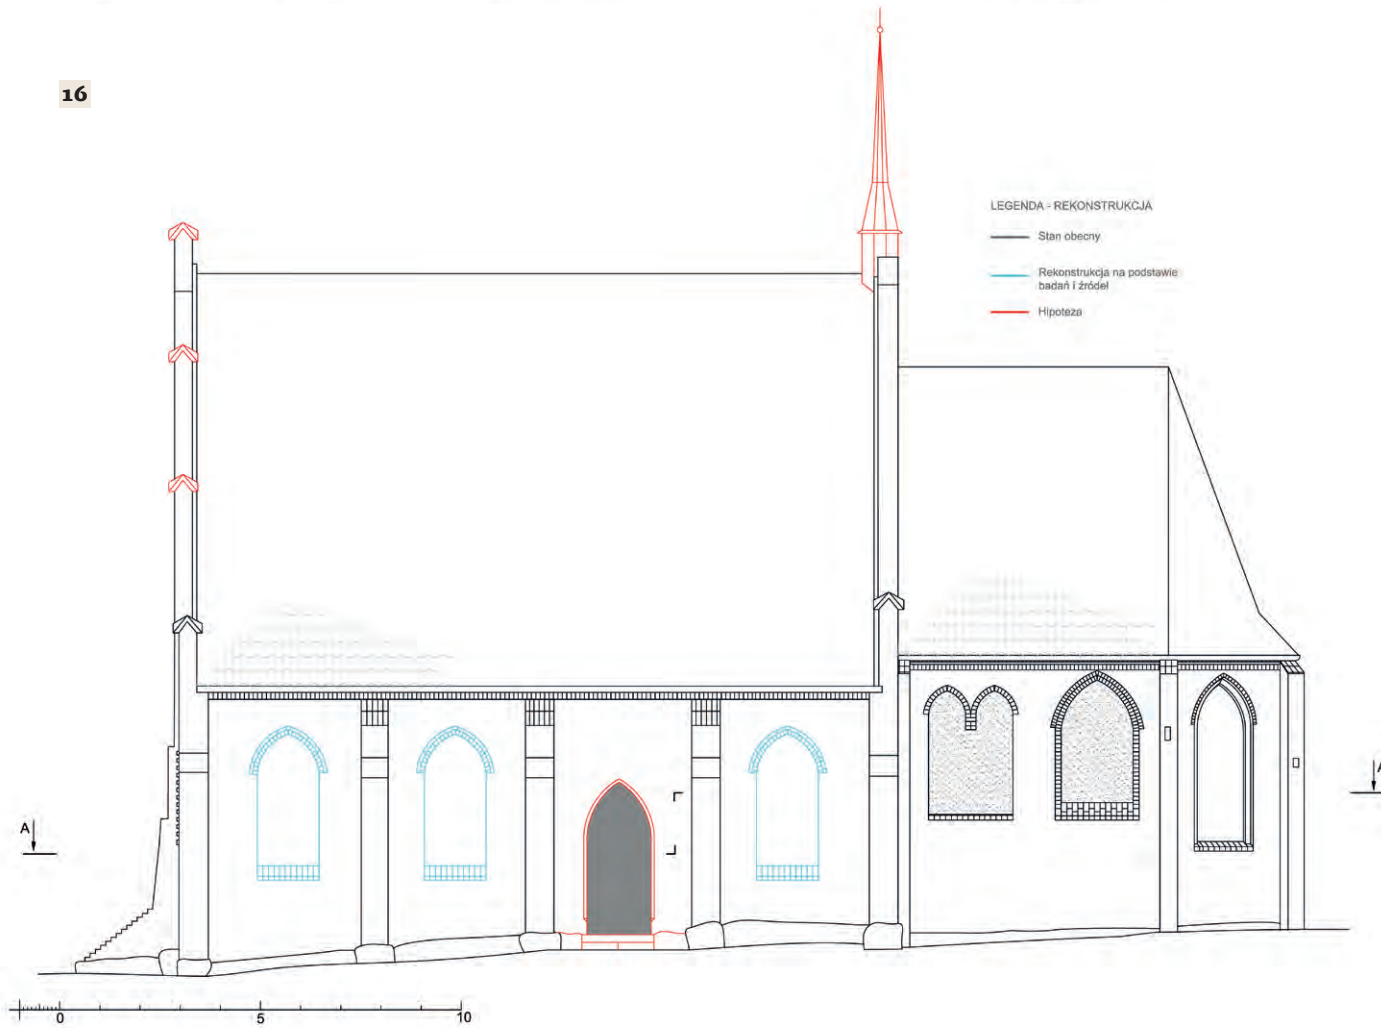 16
LEGENDA - REKONSTRUKCJA
Stan obecny
Rekonstrukcja na podstawie
badań i źródeł
Hipoteza
A
A
0 5 10